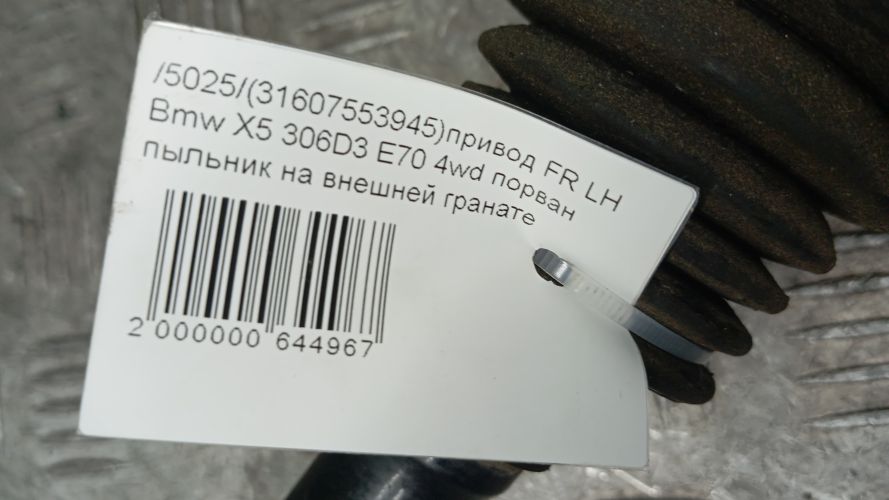 /5025/(31607553945)привод FR LH
Bmw X5 306D3 E70 4wd порван
пыльник на внешней гранате
2 000000 644967